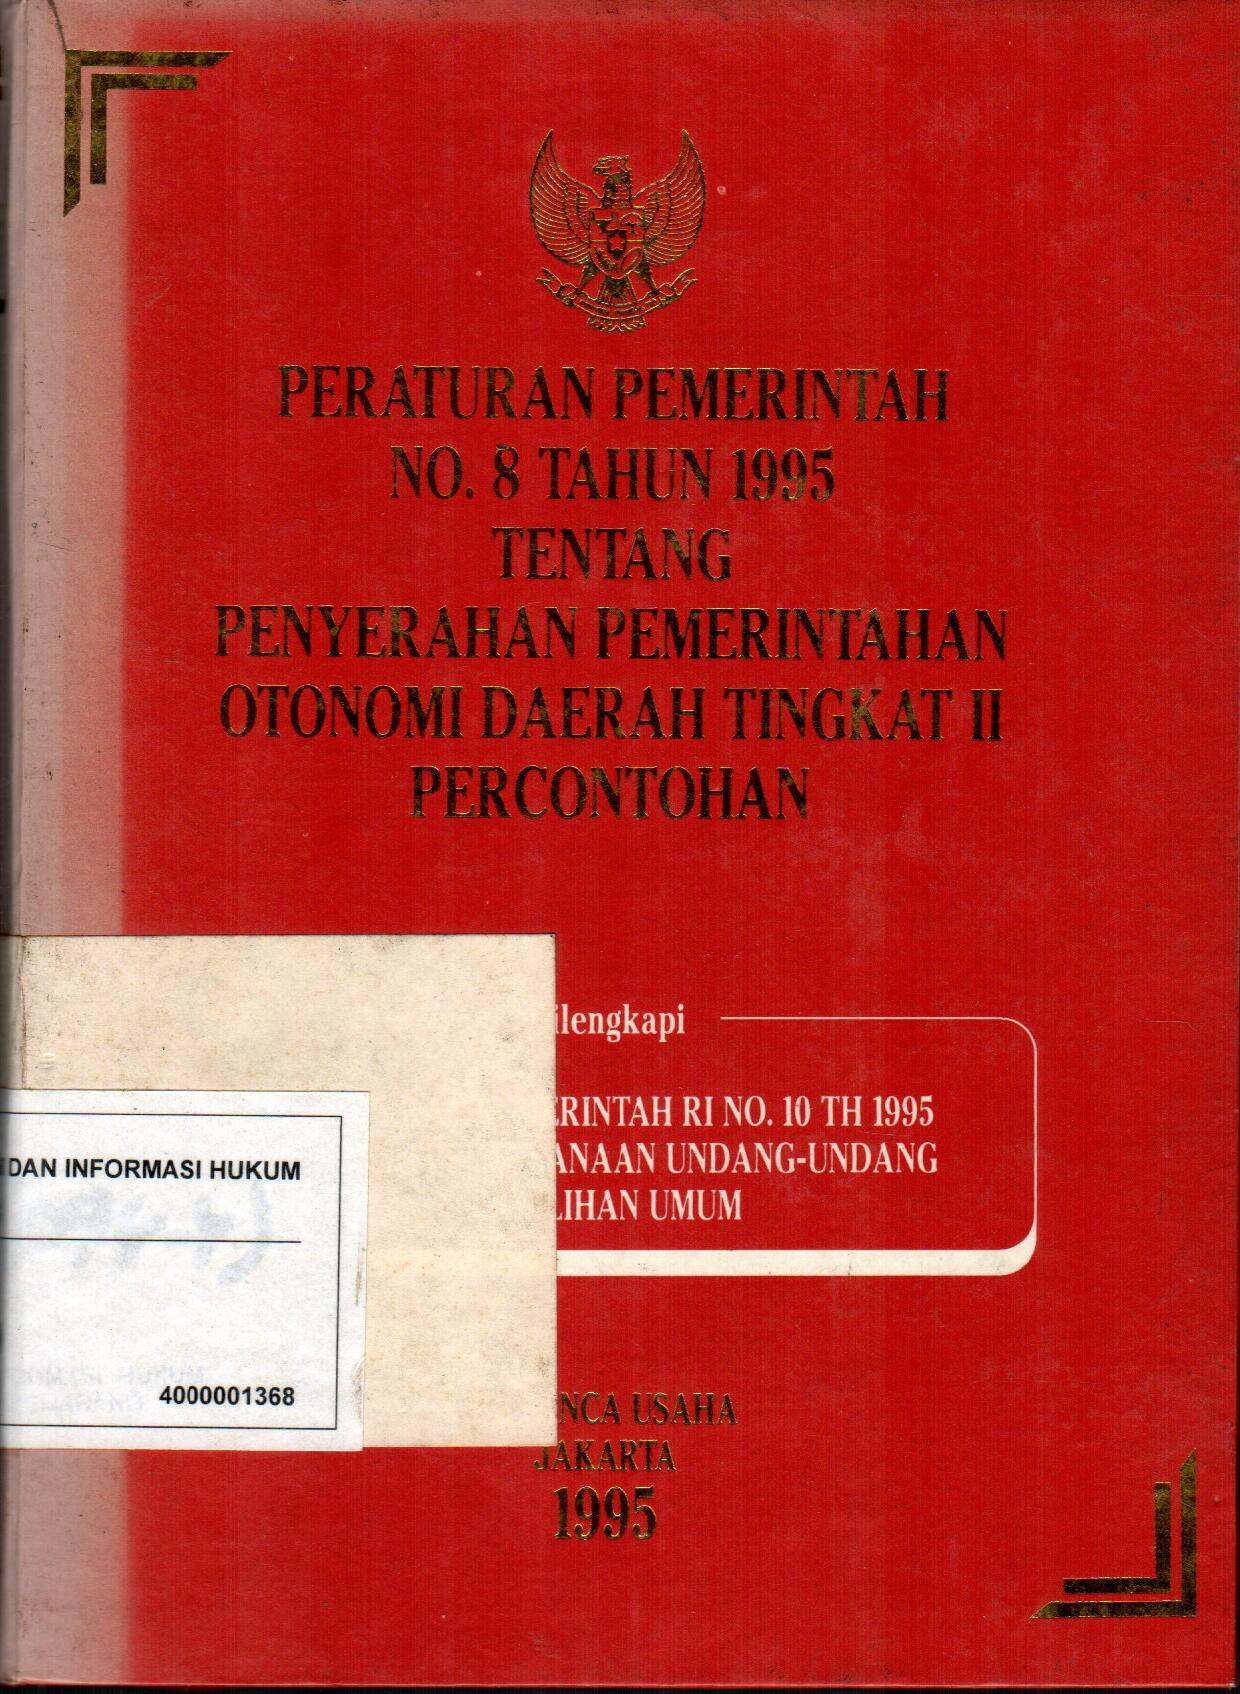 PERATURAN PEMERINTAH
NO. 8 TAHUN 1995
TENTANG
PENYERAHAN PEMERINTAHAN
OTONOMI DAERAH TINGKAT II
PERCONTOHAN
ilengkapi
ERINTAH RI NO. 10 TH 1995
ANAAN UNDANG-UNDANG
LIHAN UMUM
DAN INFORMASI HUKUM
4000001368
NCA USAHA
JAKARTA
1995